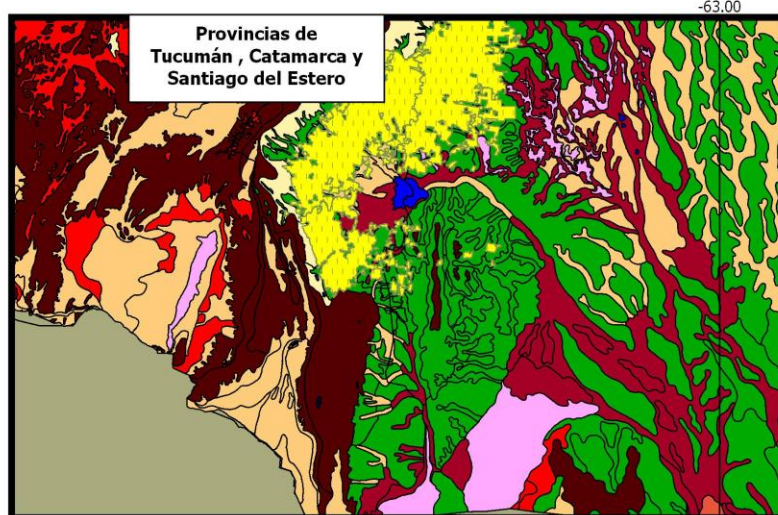 -63.00
Provincias de
Tucumán , Catamarca y
Santiago del Estero